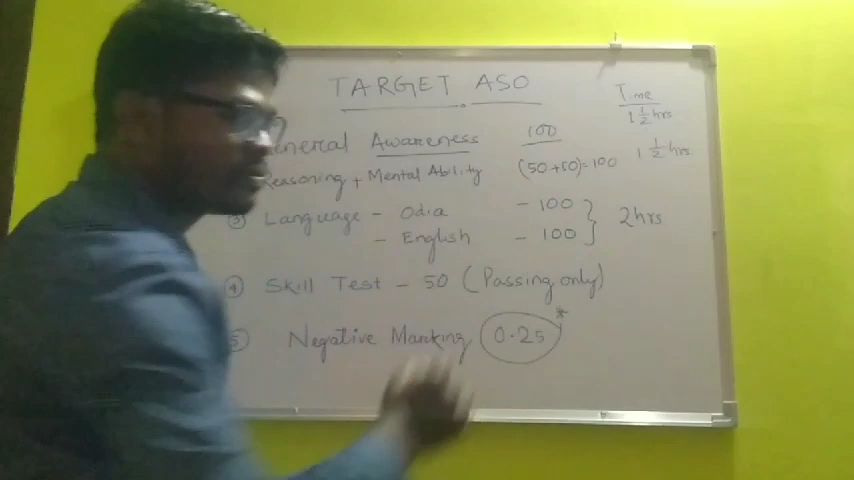 TARGET ASO
Time
1 1/2 hrs
Awareness 100
Reasoning + Mental Ability (50+50)=100 1 1/2 hrs
3 Language - Odia - 100
- English - 100 } 2hrs
4 Skill Test - 50 (Passing only)
5 Negative Marking 0.25 *